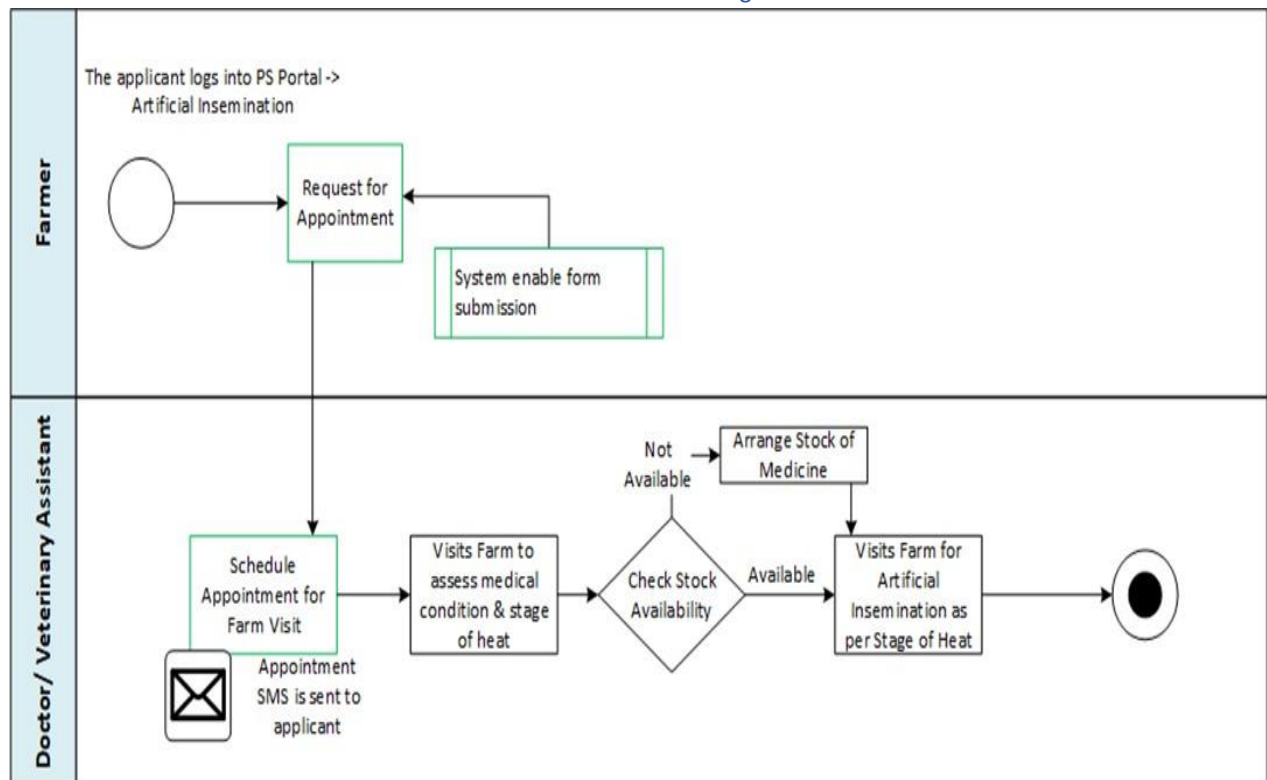 The applicant logs into PS Portal ->
Artificial Insemination
Farmer
Request for
Appointment
System enable form
submission
Doctor/ Veterinary Assistant
Schedule
Appointment for
Farm Visit
Appointment
SMS is sent to
applicant
Visits Farm to
assess medical
condition & stage
of heat
Not
Available
Check Stock
Availability
Available
Arrange Stock of
Medicine
Visits Farm for
Artificial
Insemination as
per Stage of Heat